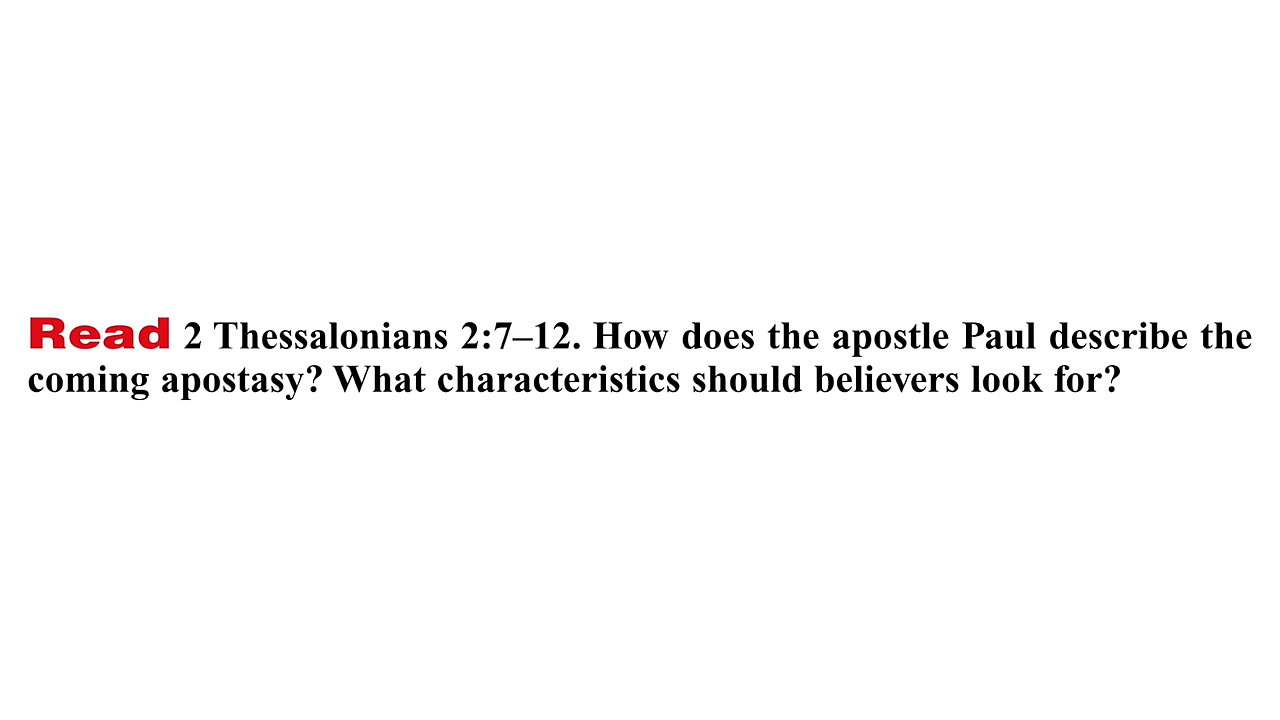 Read 2 Thessalonians 2:7–12. How does the apostle Paul describe the
coming apostasy? What characteristics should believers look for?